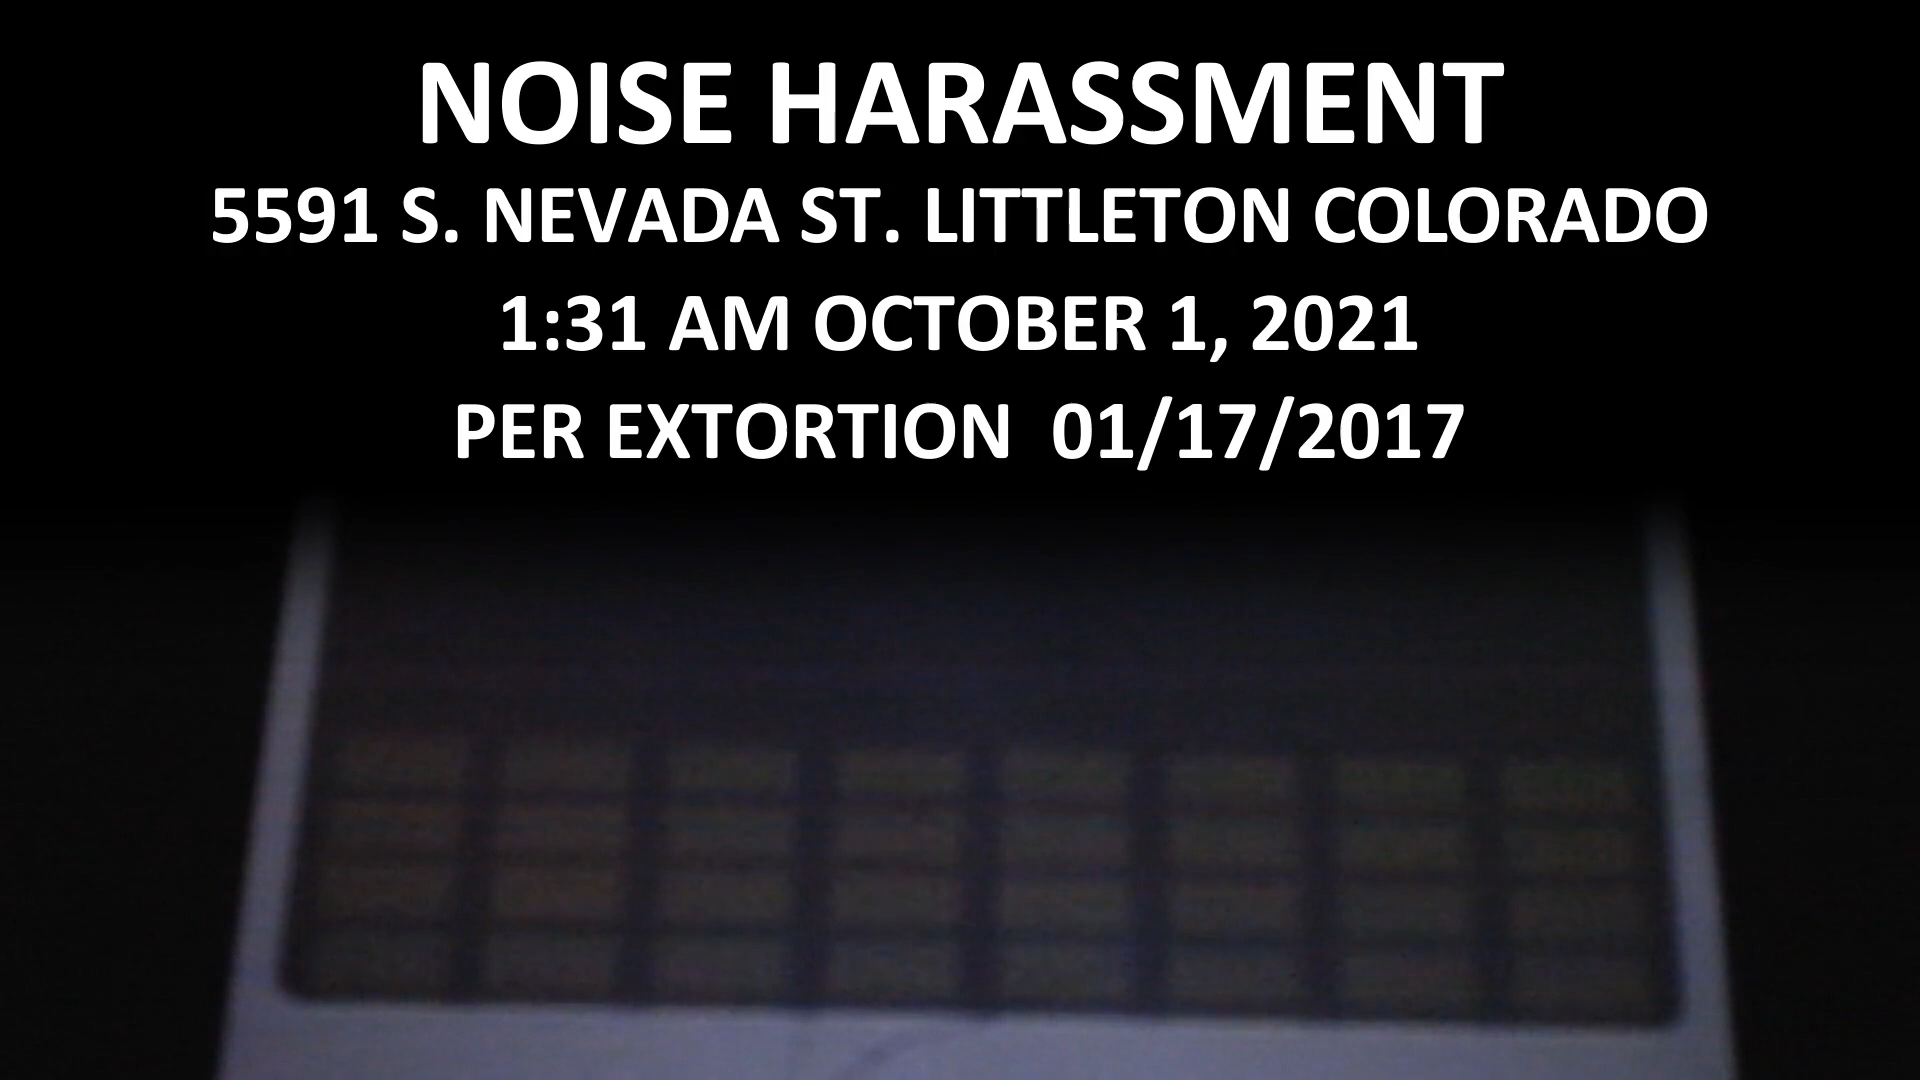 NOISE HARASSMENT
5591 S. NEVADA ST. LITTLETON COLORADO
1:31 AM OCTOBER 1, 2021
PER EXTORTION  01/17/2017